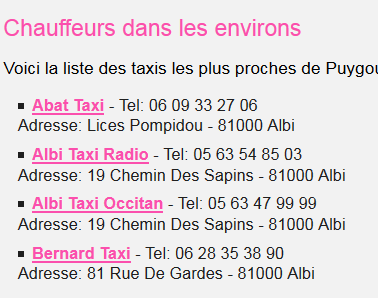 Chauffeurs dans les environs
Voici la liste des taxis les plus proches de Puygou
Abat Taxi - Tel: 06 09 33 27 06
Adresse: Lices Pompidou - 81000 Albi
Albi Taxi Radio - Tel: 05 63 54 85 03
Adresse: 19 Chemin Des Sapins - 81000 Albi
Albi Taxi Occitan - Tel: 05 63 47 99 99
Adresse: 19 Chemin Des Sapins - 81000 Albi
Bernard Taxi - Tel: 06 28 35 38 90
Adresse: 81 Rue De Gardes - 81000 Albi